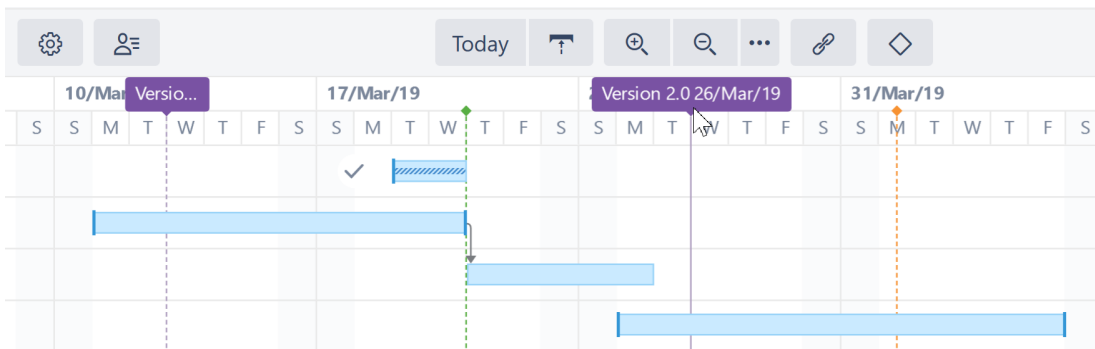 Today
10/Mar Versio... 17/Mar/19 Version 2.0 26/Mar/19 31/Mar/19
S S M T W T F S S M T W T F S S M T W T F S S M T W T F S